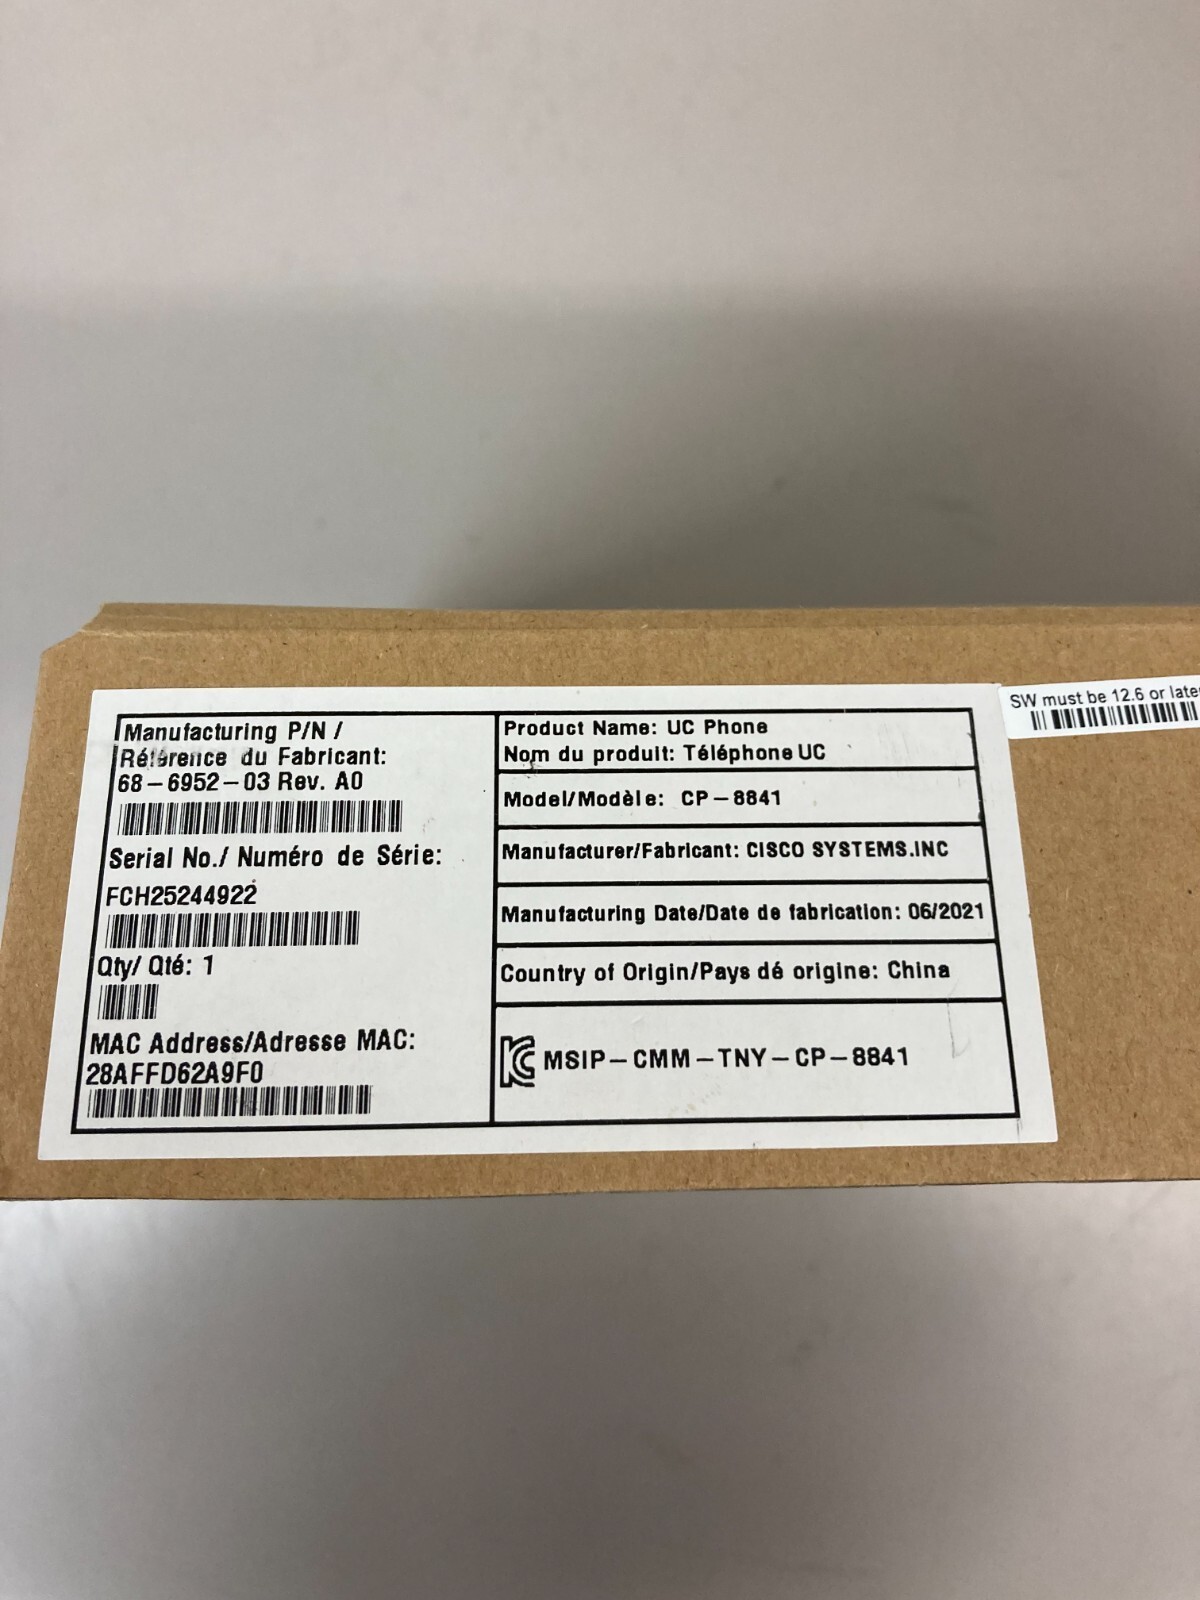 Manufacturing P/N /
Référence du Fabricant:
68-6952-03 Rev. A0
Serial No./ Numéro de Série:
FCH25244922
Qty/ Qté: 1
MAC Address/Adresse MAC:
28AFFD62A9F0
Product Name: UC Phone
Nom du produit: Téléphone UC
Model/Modèle: CP-8841
Manufacturer/Fabricant: CISCO SYSTEMS.INC
Manufacturing Date/Date de fabrication: 06/2021
Country of Origin/Pays dé origine: China
MSIP-CMM-TNY-CP-8841
SW must be 12.6 or